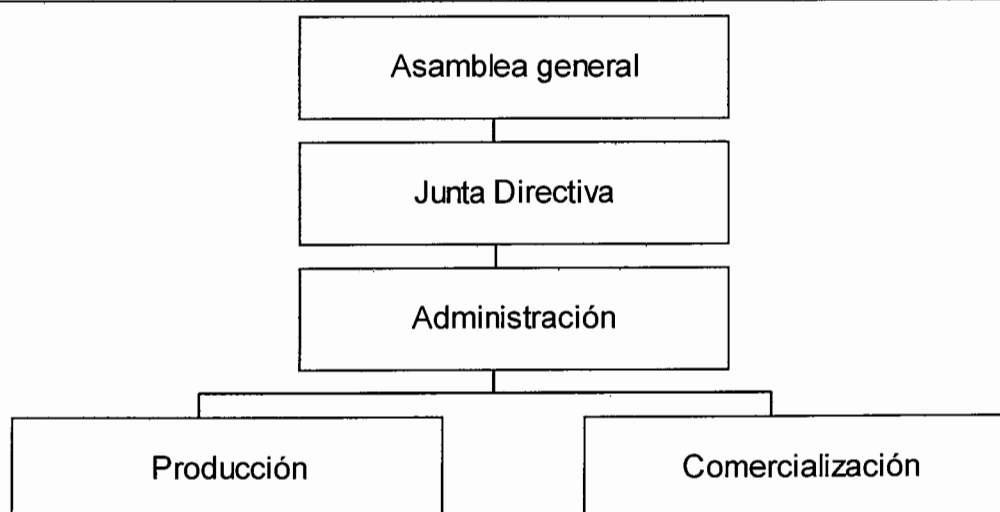 Asamblea general
Junta Directiva
Administración
Producción
Comercialización